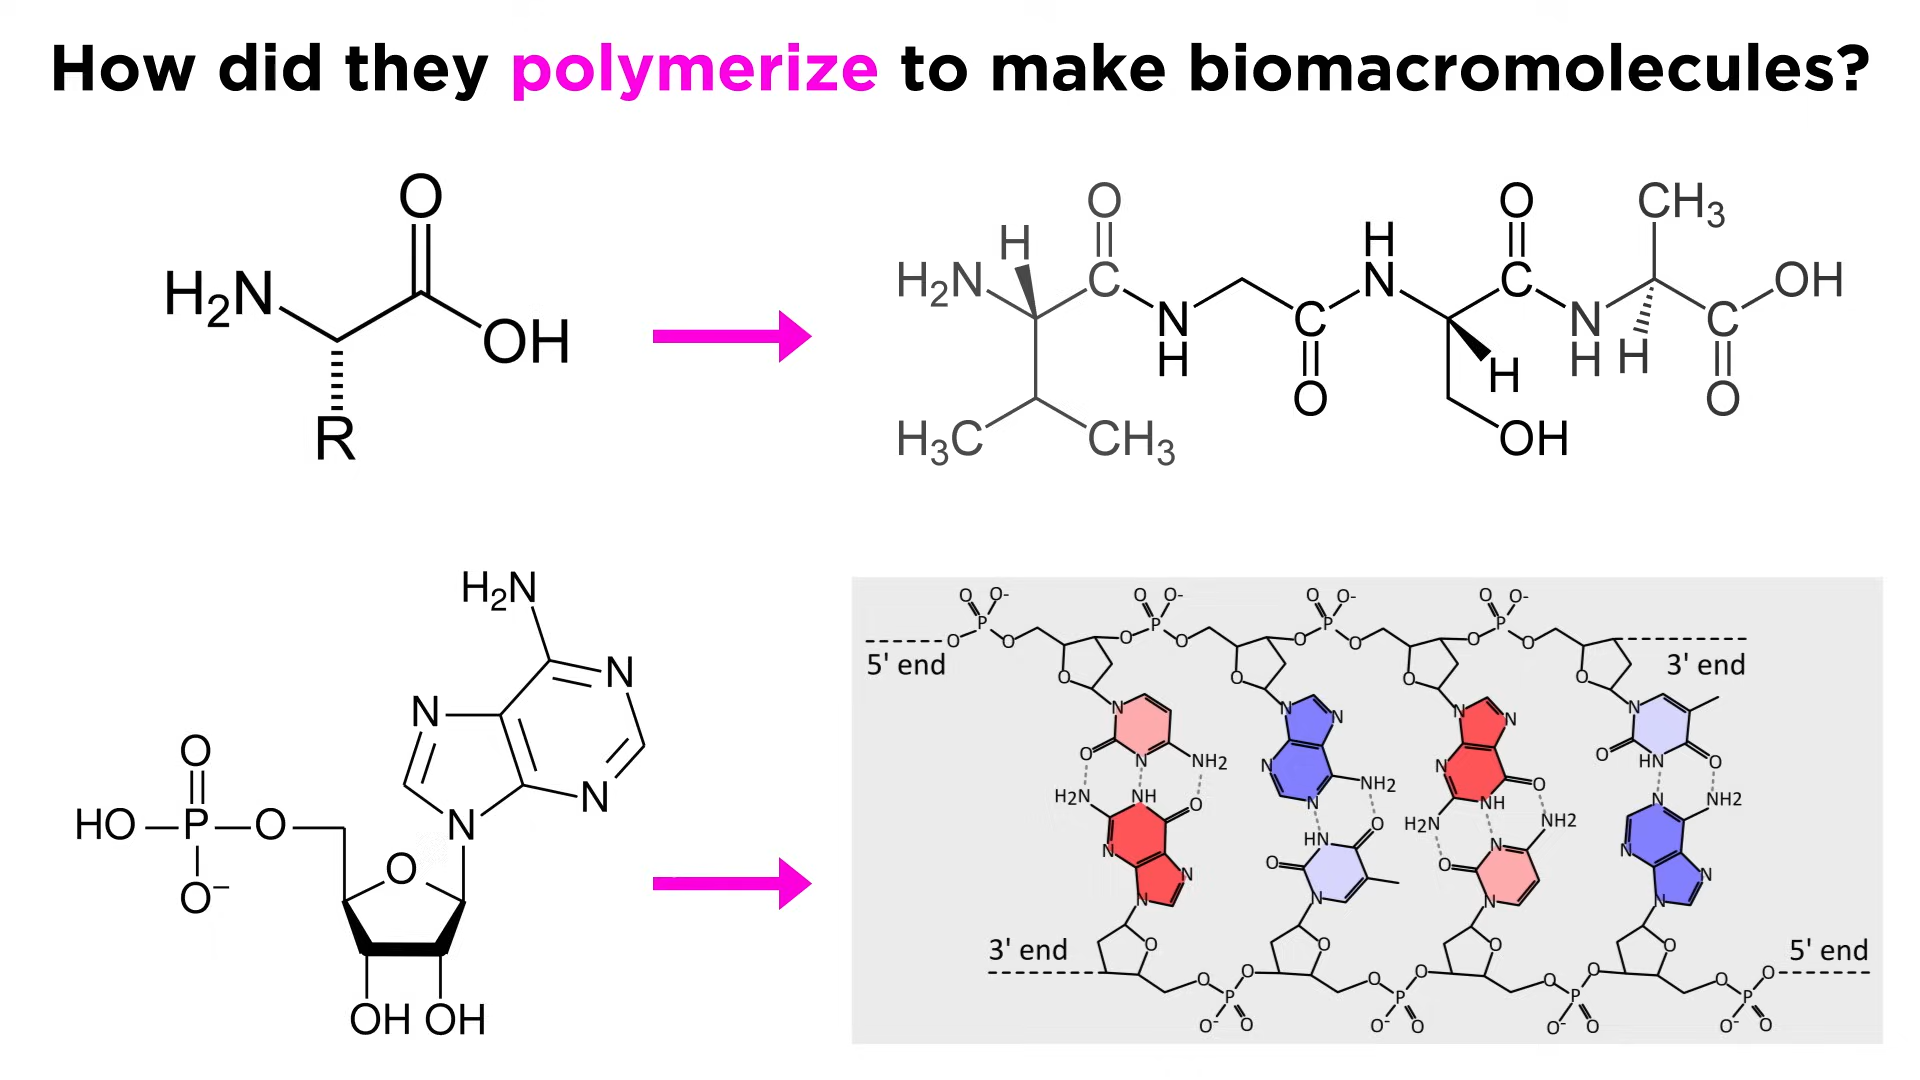 How did they polymerize to make biomacromolecules?
O
H₂N
OH
R
O
O
H
CH₃
H
H₂N
C
N
C
OH
N
H
C
N
H
H
C
H
O
O
H₃C
CH₃
OH
H₂N
N
N
N
N
O
HO
P
O
O
O⁻
OH OH
O O- O O- O O- O O-
P P P P
O O O O O O O O
5' end
3' end
O O O O
N N N N N N
O N NH2 N NH2 N O NH O O HN O
H₂N NH O N HN O H₂N NH NH2 N NH2
N N O N O N N N
N N N N
3' end
5' end
O O O O
O O O O O O O O
P P P P
O- O O- O O- O O- O